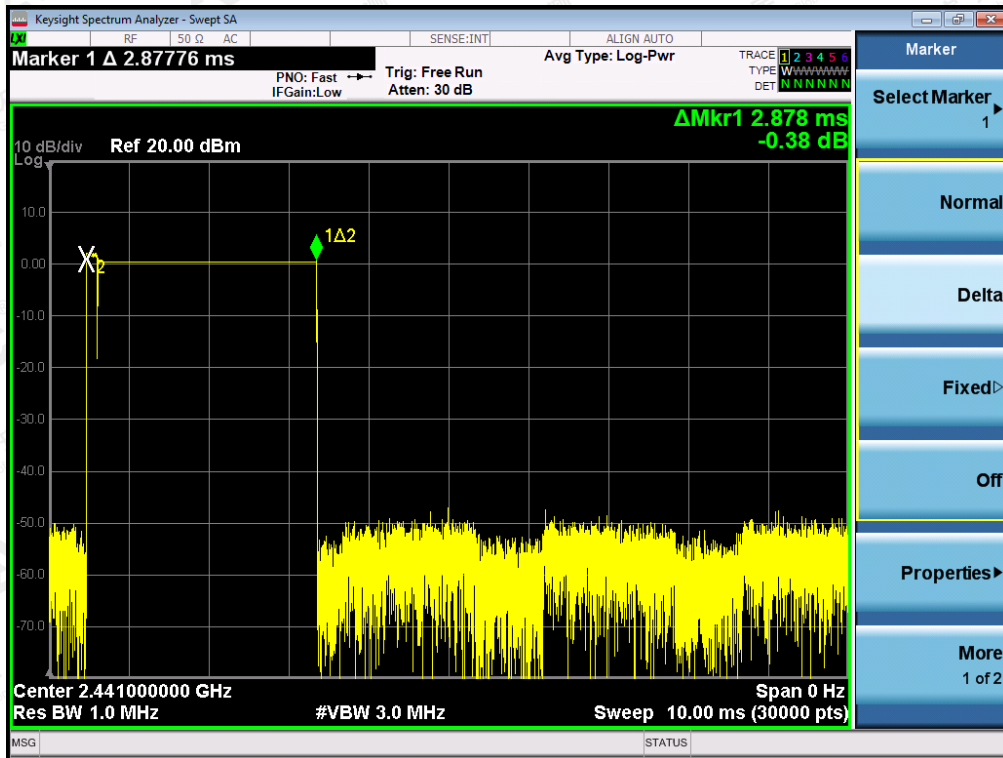 Keysight Spectrum Analyzer - Swept SA
LXI
RF 50 Ω AC SENSE:INT ALIGN AUTO
Marker 1 Δ 2.87776 ms
PNO: Fast
IFGain:Low
Trig: Free Run
Atten: 30 dB
Avg Type: Log-Pwr
TRACE 1 2 3 4 5 6
TYPE WWWWWW
DET N N N N N N
ΔMkr1 2.878 ms
-0.38 dB
10 dB/div Ref 20.00 dBm
Log
10.0
0.00
-10.0
-20.0
-30.0
-40.0
-50.0
-60.0
-70.0
X2
1Δ2
Center 2.441000000 GHz Span 0 Hz
Res BW 1.0 MHz #VBW 3.0 MHz Sweep 10.00 ms (30000 pts)
MSG STATUS
Marker
Select Marker
1
Normal
Delta
Fixed
Off
Properties
More
1 of 2